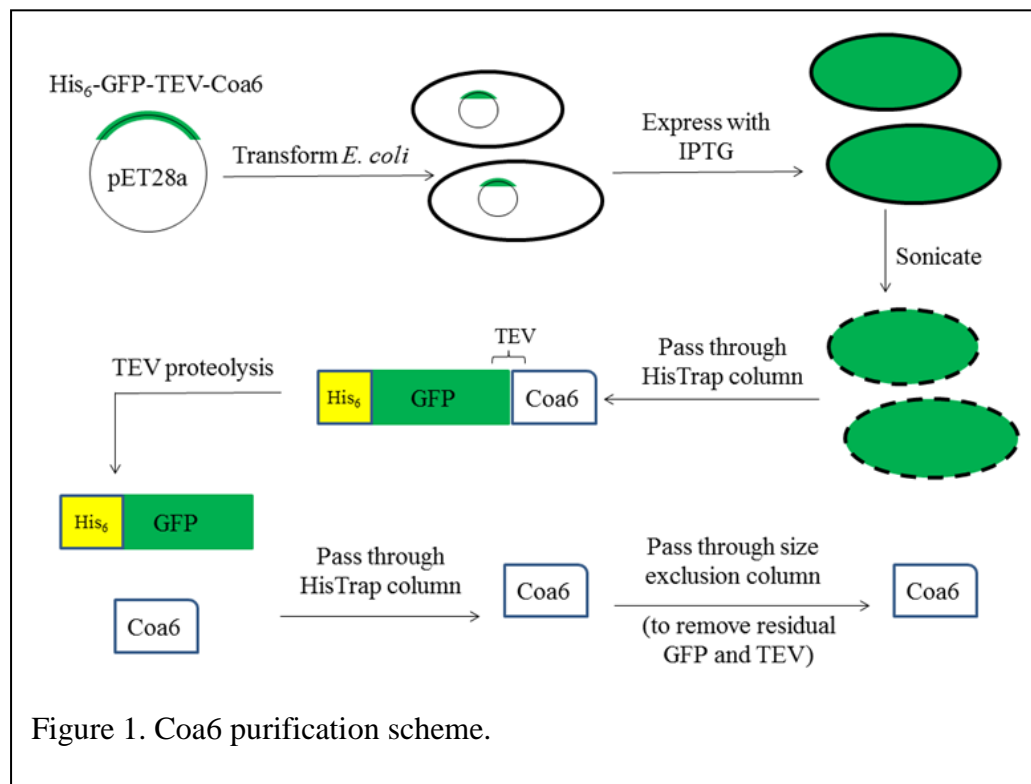 His₆-GFP-TEV-Coa6
pET28a
Transform E. coli
Express with
IPTG
Sonicate
Pass through
HisTrap column
TEV
His₆
GFP
Coa6
TEV proteolysis
His₆
GFP
Coa6
Pass through
HisTrap column
Coa6
Pass through size
exclusion column
(to remove residual
GFP and TEV)
Coa6
Figure 1. Coa6 purification scheme.